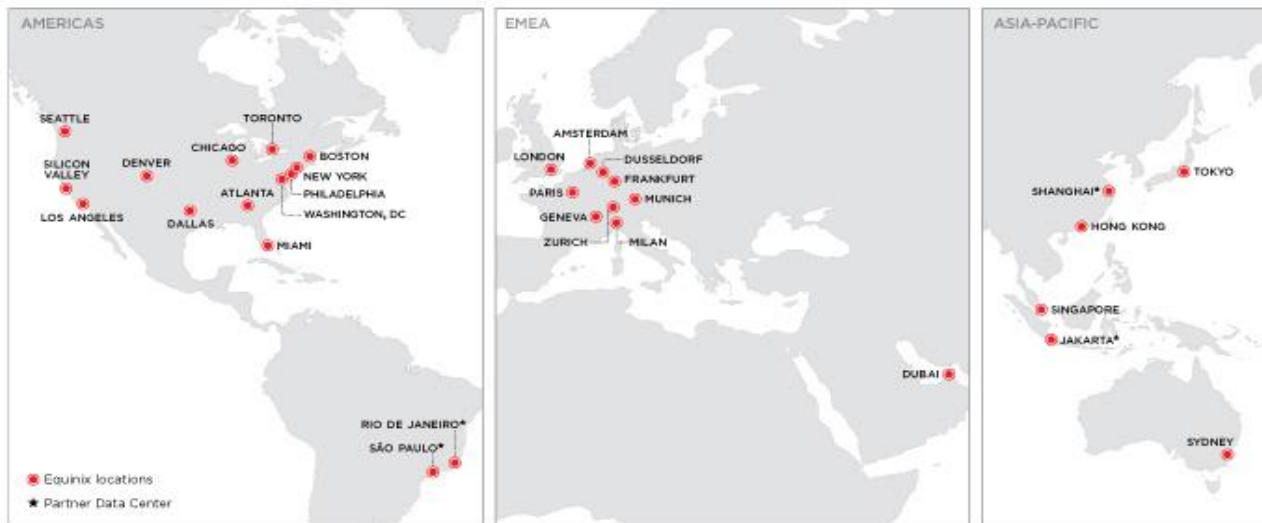 AMERICAS
SEATTLE
SILICON
VALLEY
LOS ANGELES
DENVER
DALLAS
CHICAGO
TORONTO
ATLANTA
BOSTON
NEW YORK
PHILADELPHIA
WASHINGTON, DC
MIAMI
RIO DE JANEIRO*
SÃO PAULO*
Equinix locations
★ Partner Data Center
EMEA
AMSTERDAM
LONDON
DUSSELDORF
FRANKFURT
PARIS
MUNICH
GENEVA
ZURICH
MILAN
DUBAI
ASIA-PACIFIC
TOKYO
SHANGHAI*
HONG KONG
SINGAPORE
JAKARTA*
SYDNEY